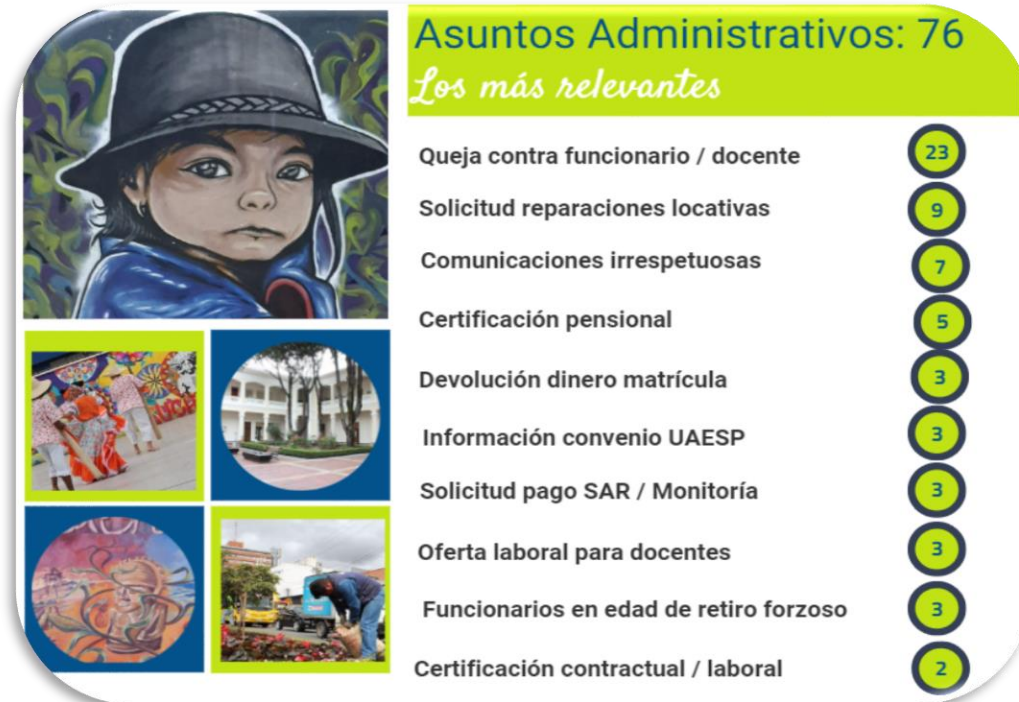 Asuntos Administrativos: 76
Los más relevantes
Queja contra funcionario / docente 23
Solicitud reparaciones locativas 9
Comunicaciones irrespetuosas 7
Certificación pensional 5
Devolución dinero matrícula 3
Información convenio UAESP 3
Solicitud pago SAR / Monitoría 3
Oferta laboral para docentes 3
Funcionarios en edad de retiro forzoso 3
Certificación contractual / laboral 2